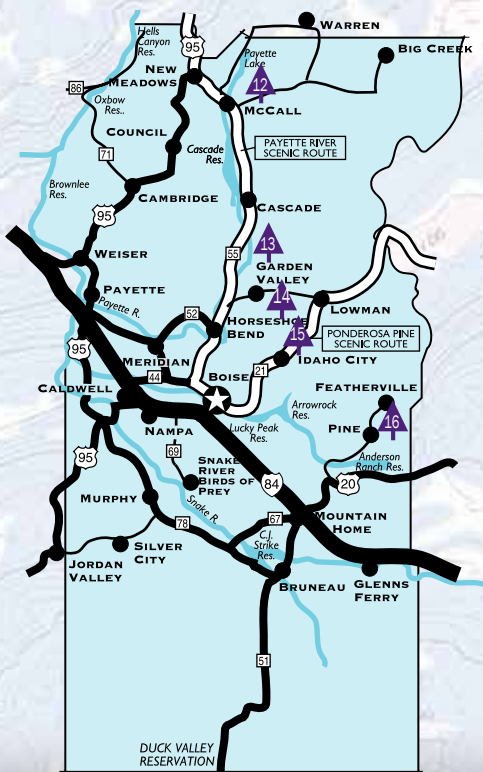 Hells
Canyon
Res.
95
WARREN
Payette
Lake
BIG CREEK
NEW
MEADOWS
12
86
Oxbow
Res..
MCCALL
COUNCIL
71
Cascade
Res.
PAYETTE RIVER
SCENIC ROUTE
Brownlee
Res.
CAMBRIDGE
95
CASCADE
13
WEISER
55
GARDEN
VALLEY
PAYETTE
14
LOWMAN
Payette R.
52
HORSESHOE
BEND
15
PONDEROSA PINE
SCENIC ROUTE
95
MERIDIAN
IDAHO CITY
44
BOISE
21
FEATHERVILLE
CALDWELL
Arrowrock
Res.
16
NAMPA
Lucky Peak
Res.
PINE
95
69
SNAKE
RIVER
BIRDS OF
PREY
Anderson
Ranch Res.
84
20
MURPHY
Snake R.
78
67
MOUNTAIN
HOME
C.J.
Strike
Res.
SILVER
CITY
JORDAN
VALLEY
BRUNEAU
GLENNS
FERRY
51
DUCK VALLEY
RESERVATION